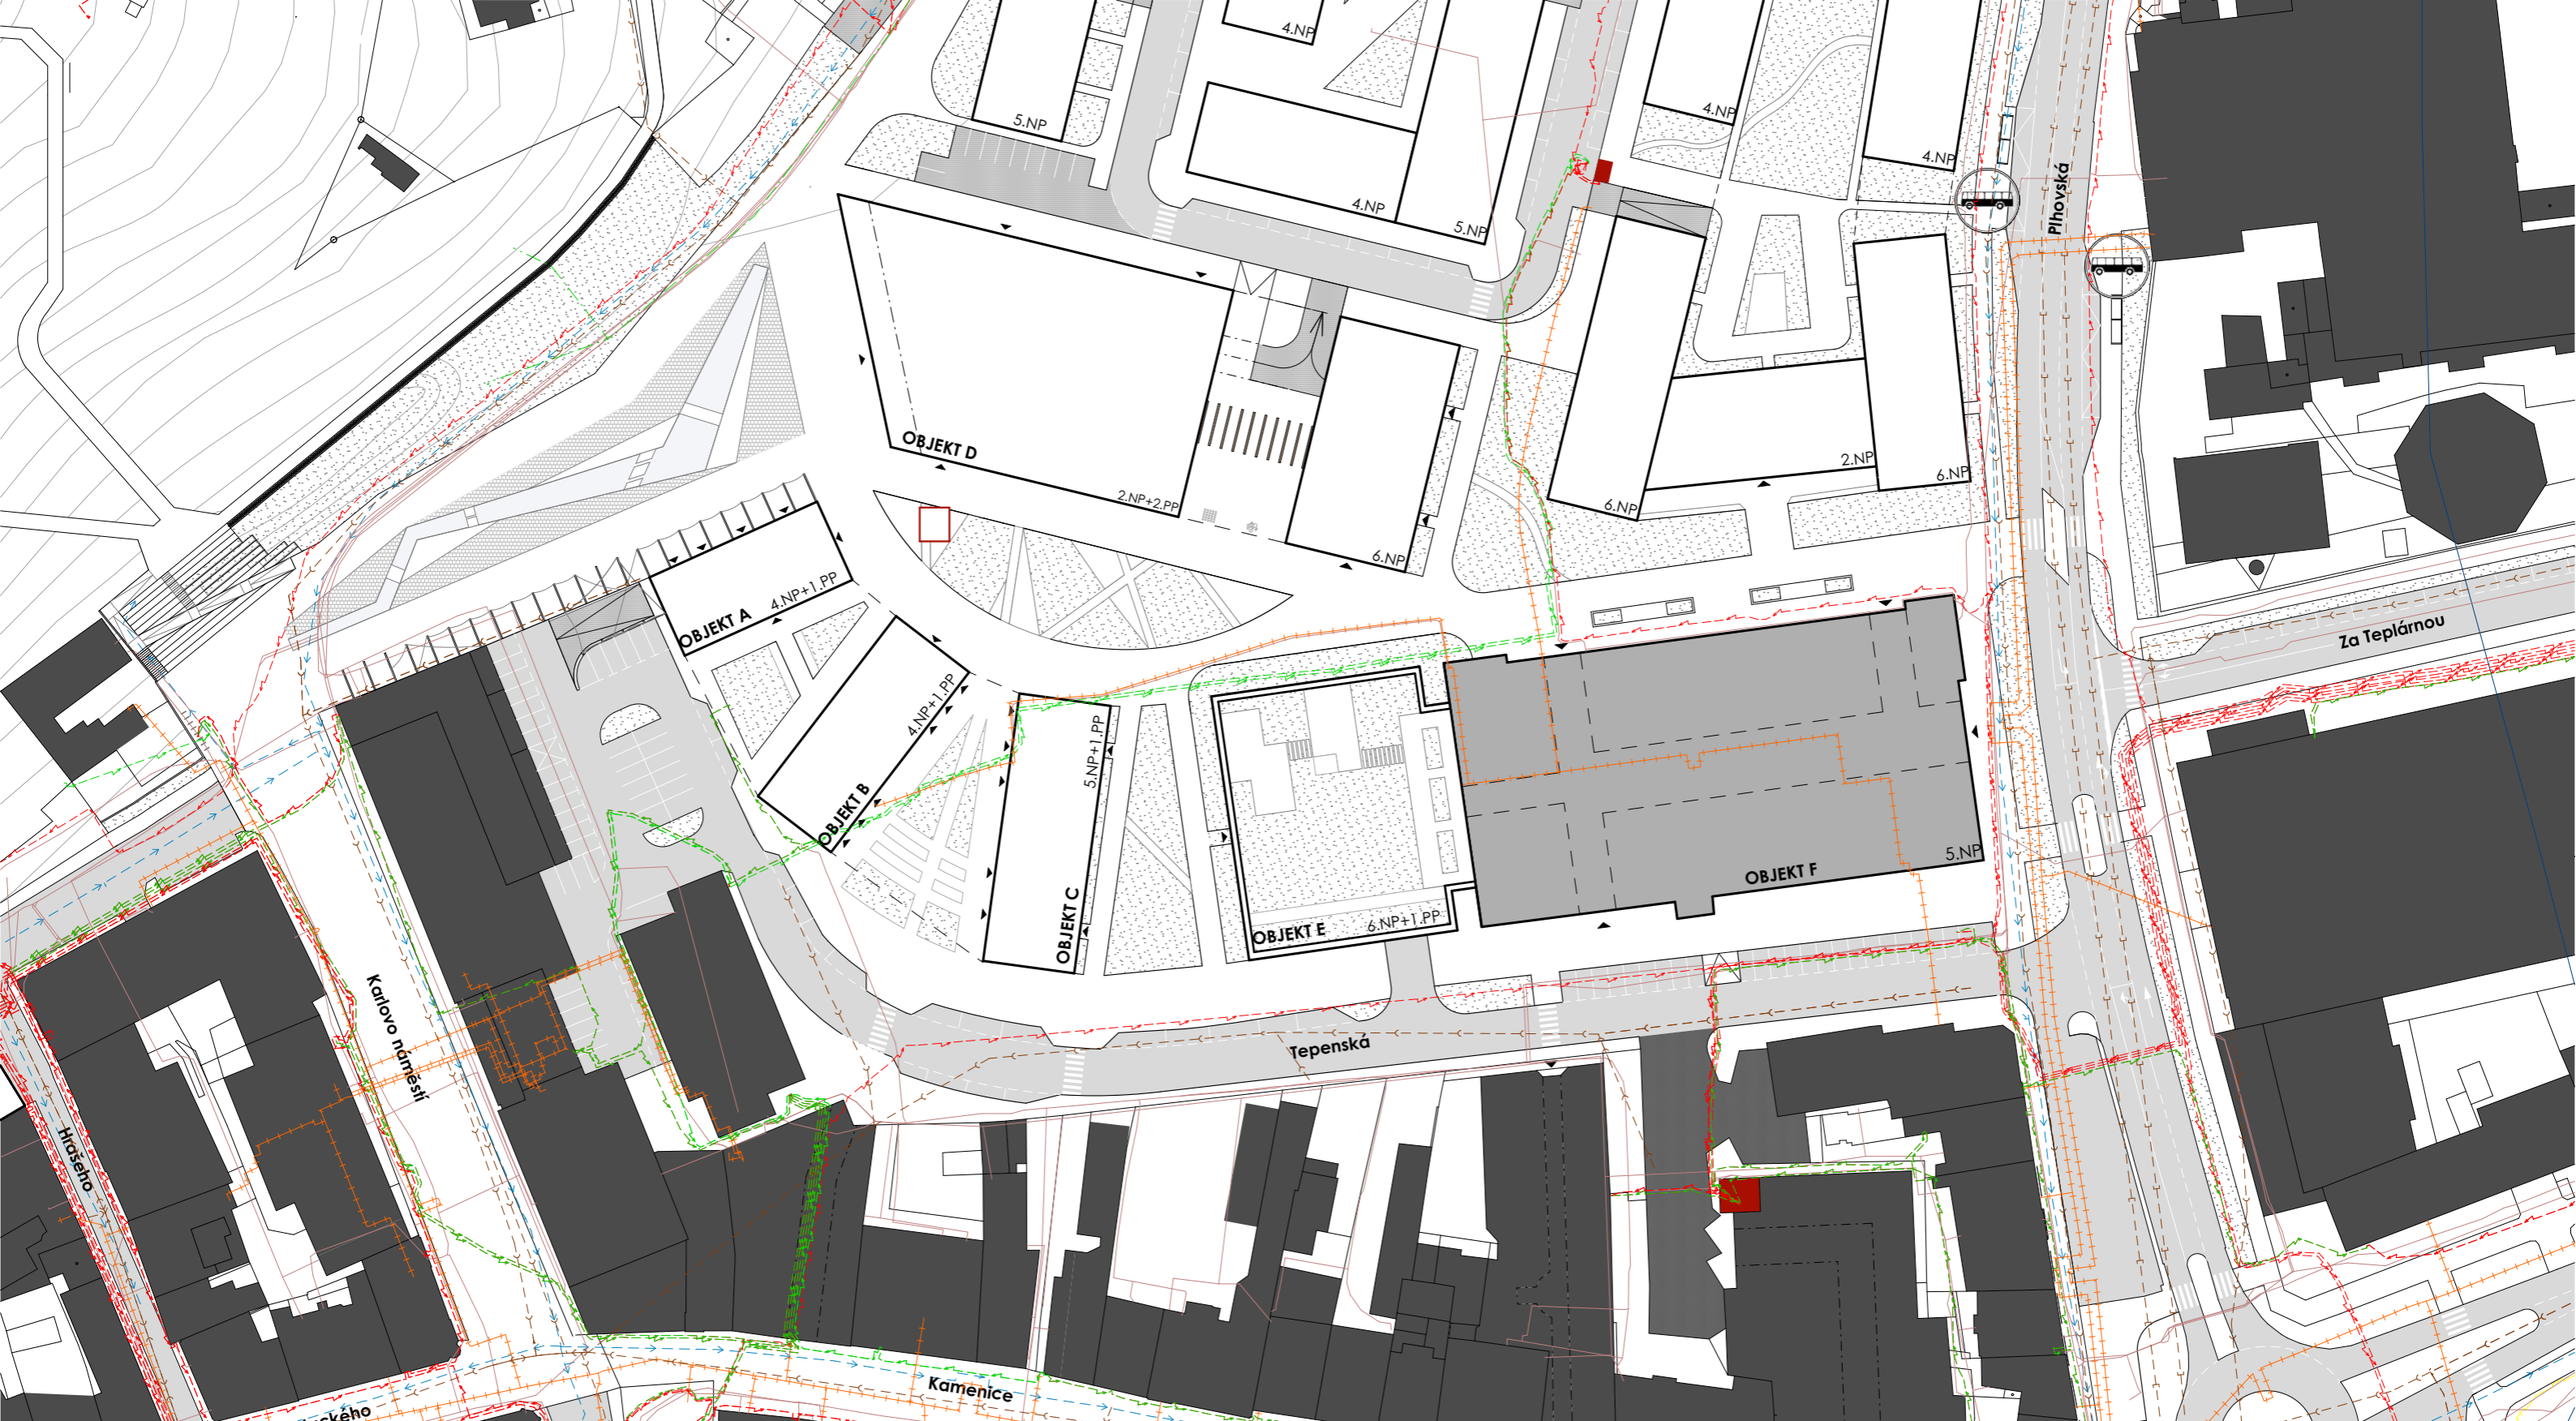 4.NP
5.NP
4.NP
4.NP
4.NP
5.NP
Plhovská
OBJEKT D
2.NP+2.PP
6.NP
6.NP
2.NP
6.NP
OBJEKT A
4.NP+1.PP
OBJEKT B
4.NP+1.PP
OBJEKT C
5.NP+1.PP
OBJEKT E
6.NP+1.PP
OBJEKT F
5.NP
Za Teplárnou
Karlovo náměstí
Tepenská
Hrašeho
Kamenice
ckého